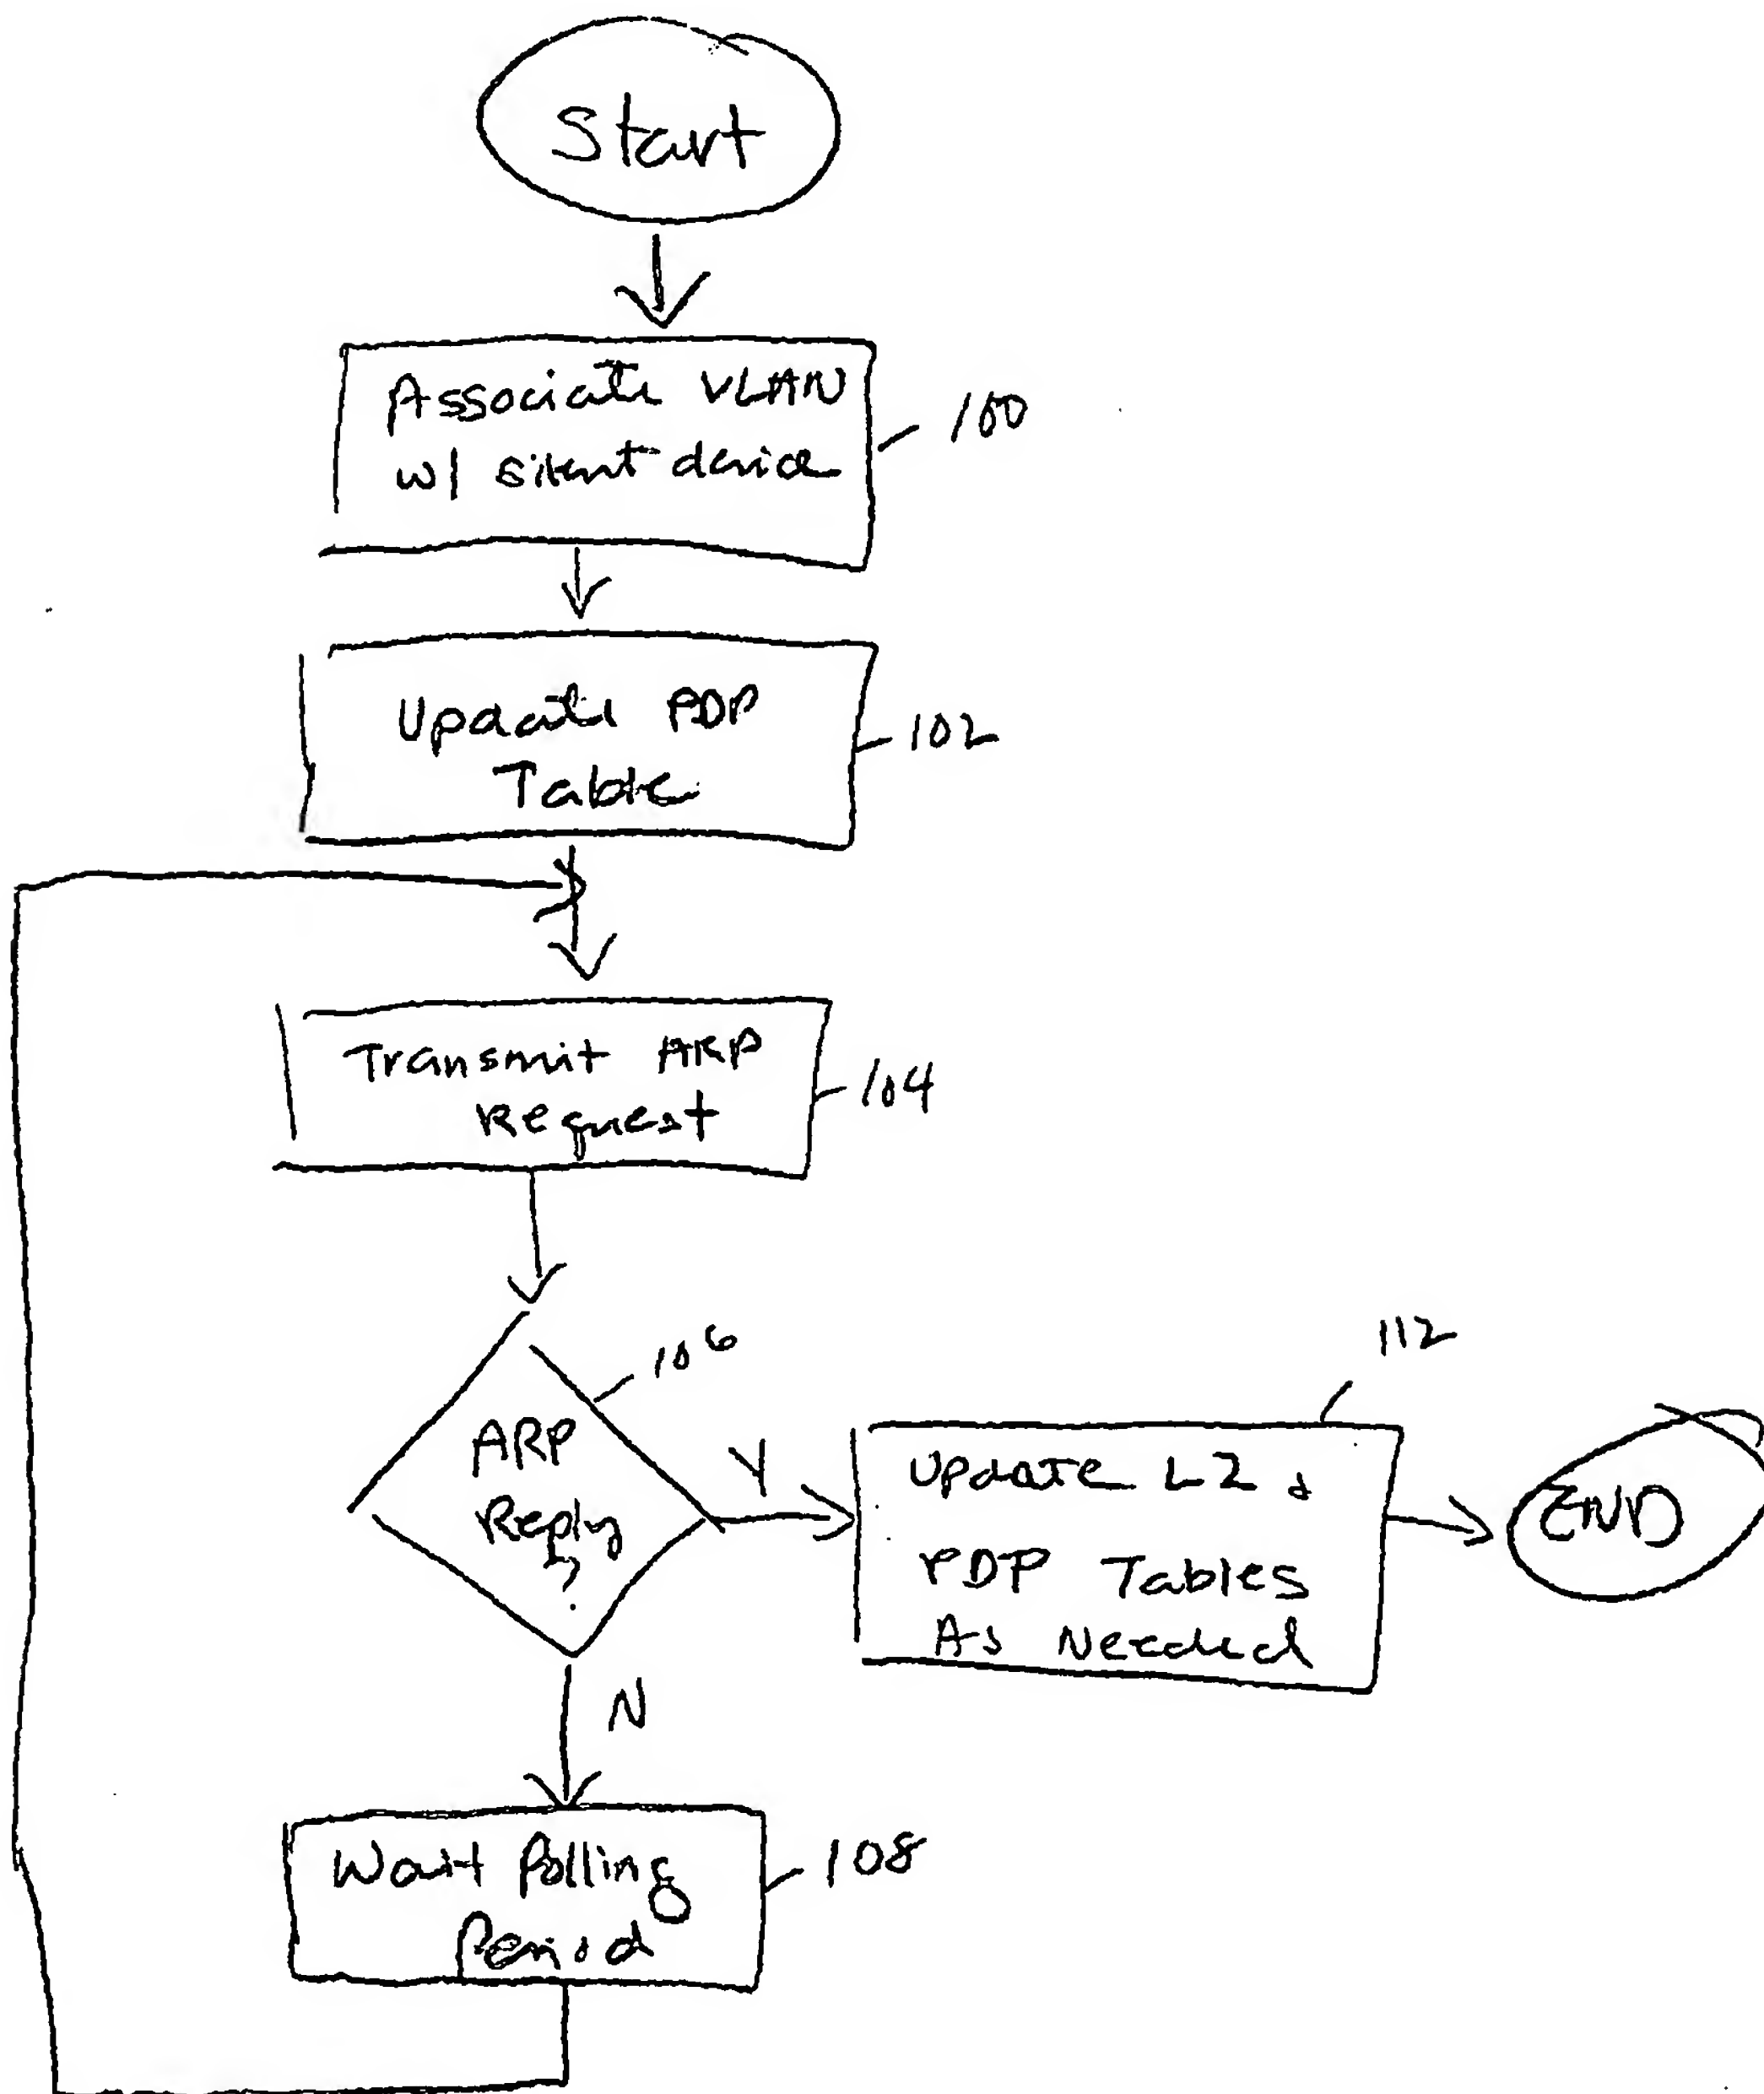 Start
Associate VLAN
w/ silent device
100
Update PDP
Table
102
Transmit ARP
Request
104
106
ARP
Reply
?
Y
112
Update L2 &
PDP Tables
As Needed
END
N
Wait Polling
Period
108